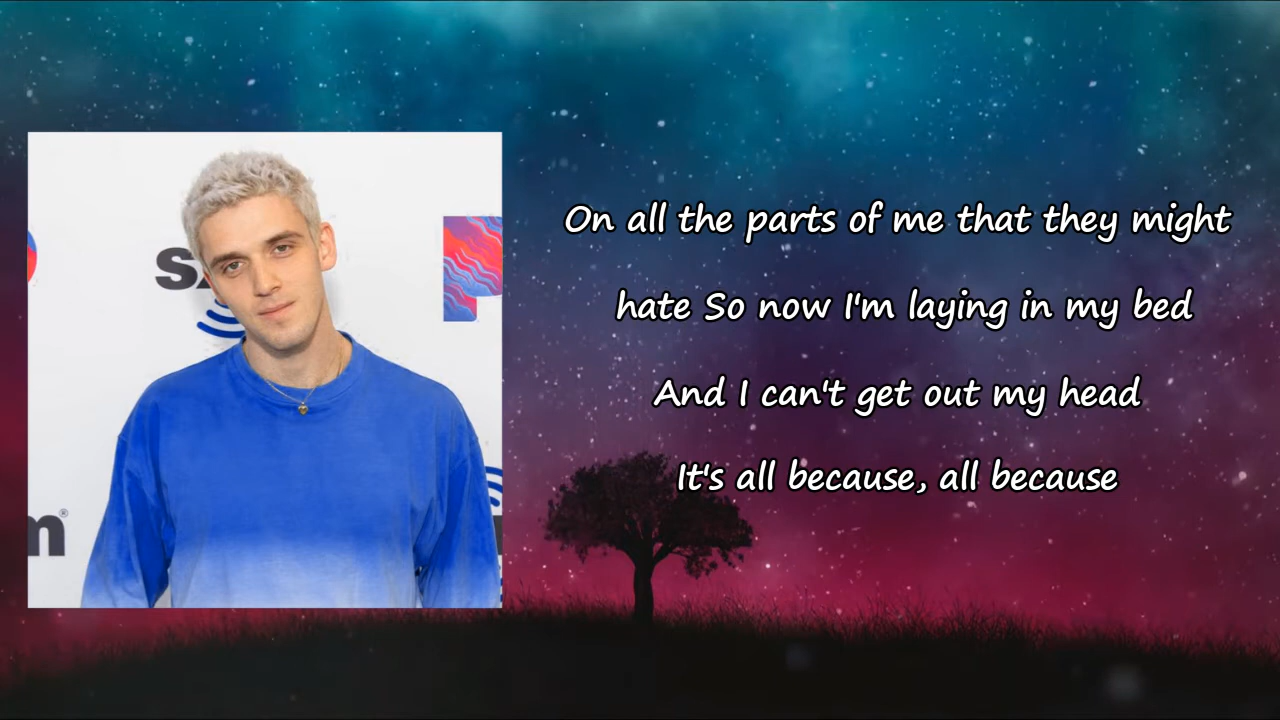 On all the parts of me that they might
hate So now I'm laying in my bed
And I can't get out my head
It's all because, all because